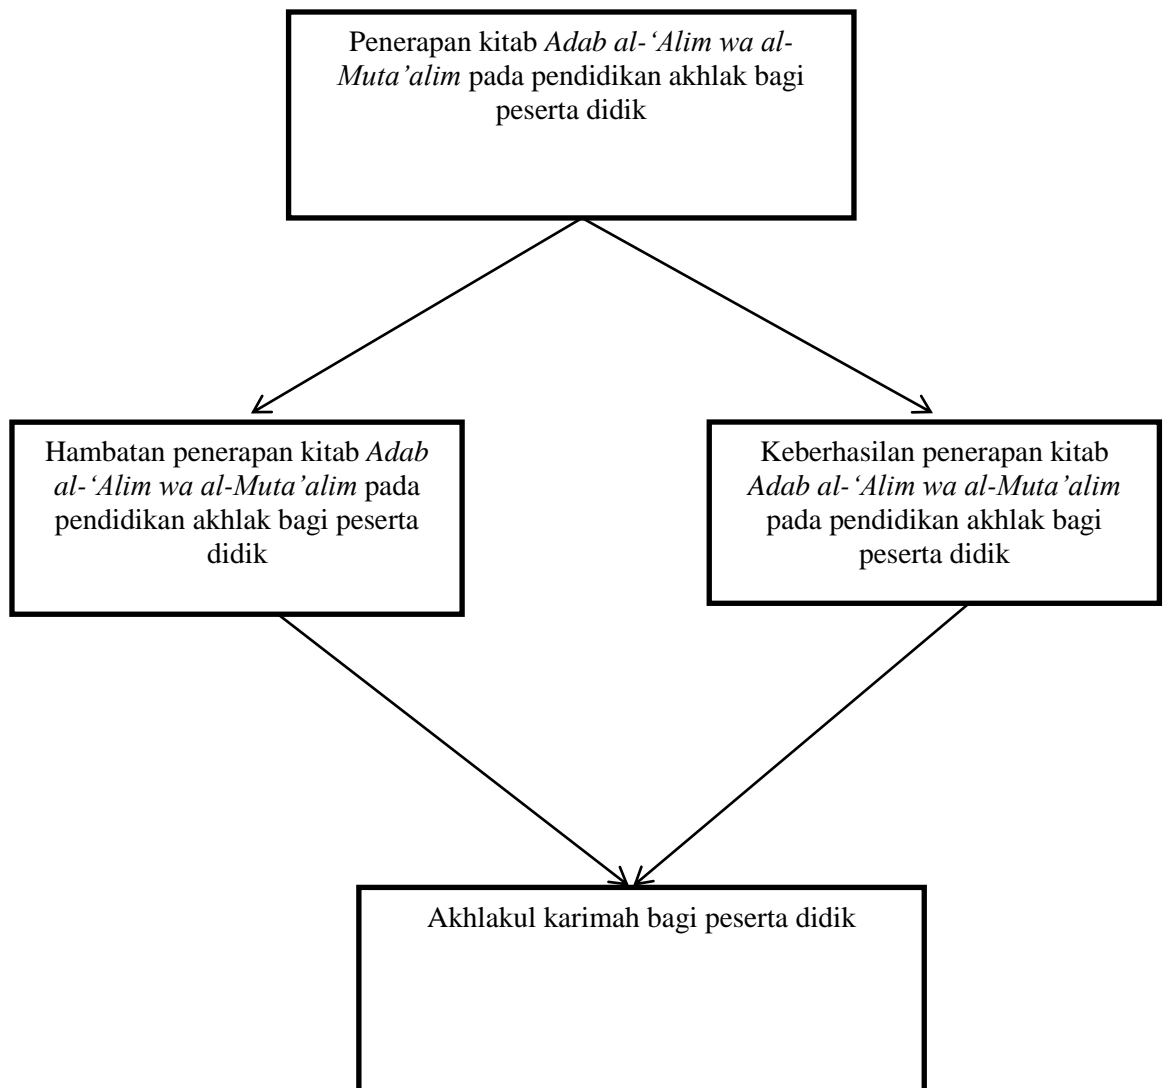 Penerapan kitab Adab al-‘Alim wa al-
Muta’alim pada pendidikan akhlak bagi
peserta didik
Hambatan penerapan kitab Adab
al-‘Alim wa al-Muta’alim pada
pendidikan akhlak bagi peserta
didik
Keberhasilan penerapan kitab
Adab al-‘Alim wa al-Muta’alim
pada pendidikan akhlak bagi
peserta didik
Akhlakul karimah bagi peserta didik